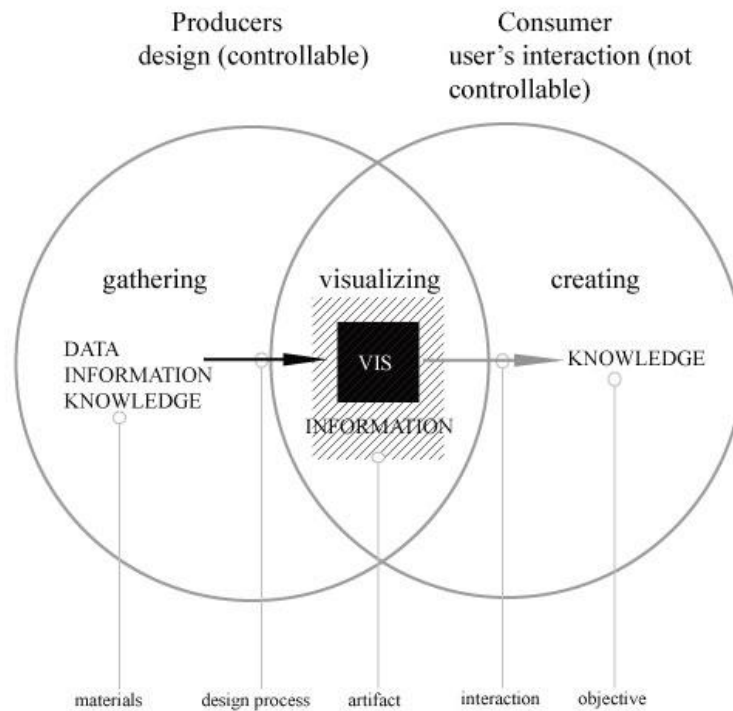 Producers
design (controllable)
Consumer
user's interaction (not
controllable)
gathering
visualizing
creating
DATA
INFORMATION
KNOWLEDGE
VIS
INFORMATION
KNOWLEDGE
materials
design process
artifact
interaction
objective